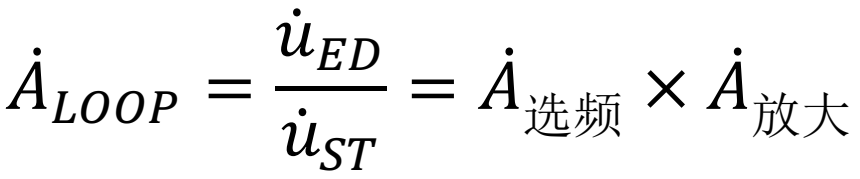 Ȧ_LOOP = u̇_ED / u̇_ST = Ȧ_选频 × Ȧ_放大